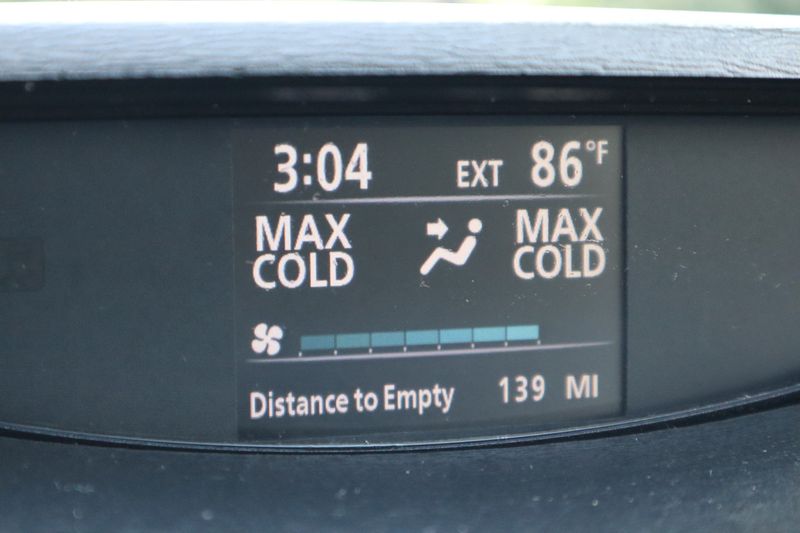 3:04 EXT 86°F
MAX MAX
COLD COLD
Distance to Empty 139 MI